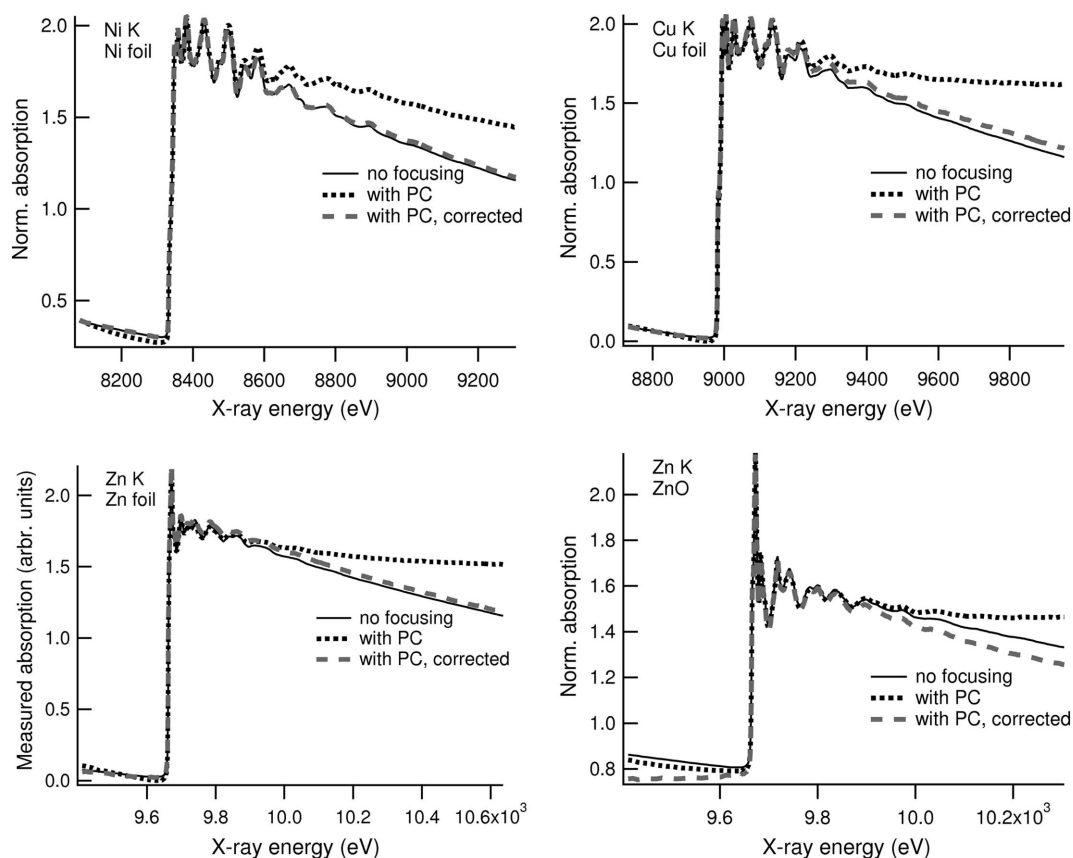 Ni K
Ni foil
2.0
1.5
1.0
0.5
Norm. absorption
no focusing
with PC
with PC, corrected
8200 8400 8600 8800 9000 9200
X-ray energy (eV)
Cu K
Cu foil
2.0
1.5
1.0
0.5
0.0
Norm. absorption
no focusing
with PC
with PC, corrected
8800 9000 9200 9400 9600 9800
X-ray energy (eV)
Zn K
Zn foil
2.0
1.5
1.0
0.5
0.0
Measured absorption (arbr. units)
no focusing
with PC
with PC, corrected
9.6 9.8 10.0 10.2 10.4 10.6x10³
X-ray energy (eV)
Zn K
ZnO
2.0
1.8
1.6
1.4
1.2
1.0
0.8
Norm. absorption
no focusing
with PC
with PC, corrected
9.6 9.8 10.0 10.2x10³
X-ray energy (eV)